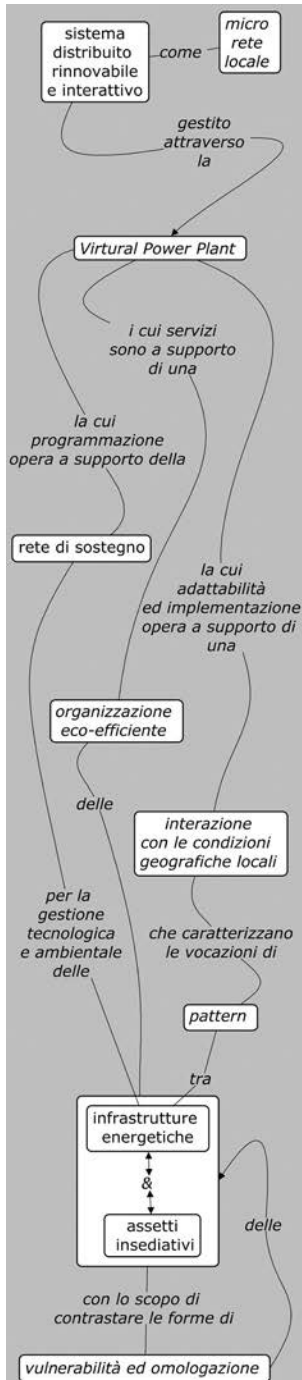 sistema
distribuito
rinnovabile
e interattivo
come
micro
rete
locale
gestito
attraverso
la
Virtural Power Plant
i cui servizi
sono a supporto
di una
la cui
programmazione
opera a supporto della
rete di sostegno
la cui
adattabilità
ed implementazione
opera a supporto di
una
organizzazione
eco-efficiente
delle
interazione
con le condizioni
geografiche locali
per la
gestione
tecnologica
e ambientale
delle
che caratterizzano
le vocazioni di
pattern
tra
infrastrutture
energetiche
&
assetti
insediativi
delle
con lo scopo di
contrastare le forme di
vulnerabilità ed omologazione